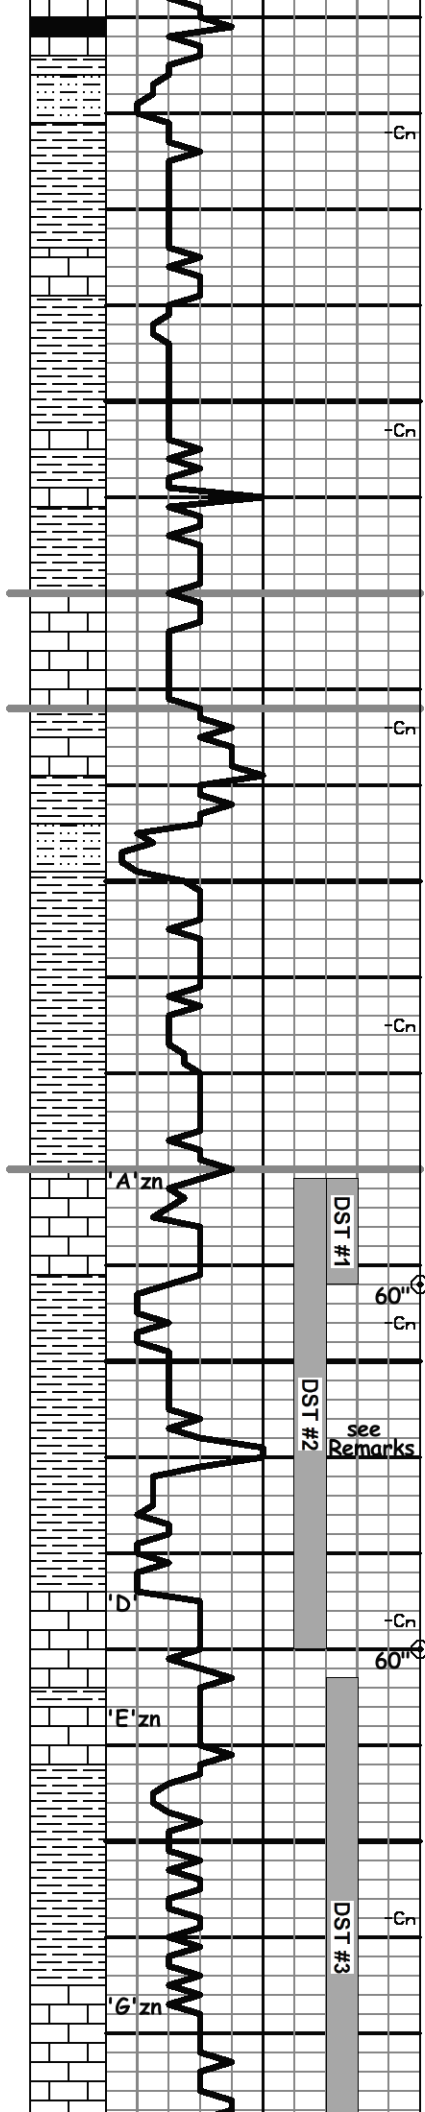 -Cn
-Cn
-Cn
-Cn
'A'zn
DST #1
60"
-Cn
DST #2
see
Remarks
'D'
-Cn
60"
'E'zn
-Cn
DST #3
'G'zn